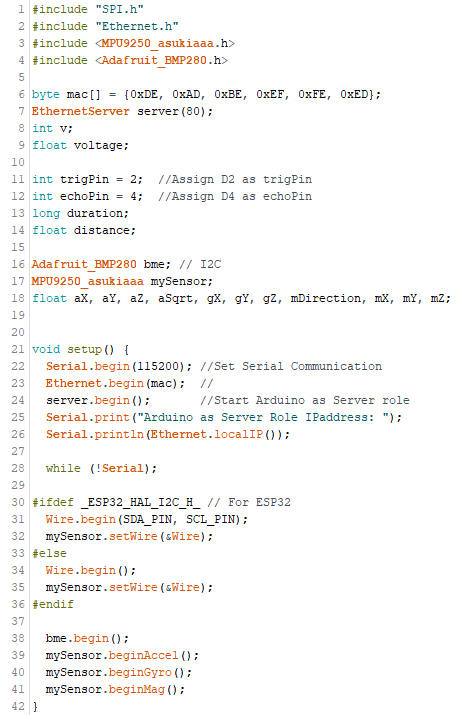 1 #include "SPI.h"
2 #include "Ethernet.h"
3 #include <MPU9250_asukiaaa.h>
4 #include <Adafruit_BMP280.h>
5
6 byte mac[] = {0xDE, 0xAD, 0xBE, 0xEF, 0xFE, 0xED};
7 EthernetServer server(80);
8 int v;
9 float voltage;
10
11 int trigPin = 2;  //Assign D2 as trigPin
12 int echoPin = 4;  //Assign D4 as echoPin
13 long duration;
14 float distance;
15
16 Adafruit_BMP280 bme; // I2C
17 MPU9250_asukiaaa mySensor;
18 float aX, aY, aZ, aSqrt, gX, gY, gZ, mDirection, mX, mY, mZ;
19
20
21 void setup() {
22   Serial.begin(115200); //Set Serial Communication
23   Ethernet.begin(mac);  //
24   server.begin();       //Start Arduino as Server role
25   Serial.print("Arduino as Server Role IPaddress: ");
26   Serial.println(Ethernet.localIP());
27
28   while (!Serial);
29
30 #ifdef _ESP32_HAL_I2C_H_ // For ESP32
31   Wire.begin(SDA_PIN, SCL_PIN);
32   mySensor.setWire(&Wire);
33 #else
34   Wire.begin();
35   mySensor.setWire(&Wire);
36 #endif
37
38   bme.begin();
39   mySensor.beginAccel();
40   mySensor.beginGyro();
41   mySensor.beginMag();
42 }